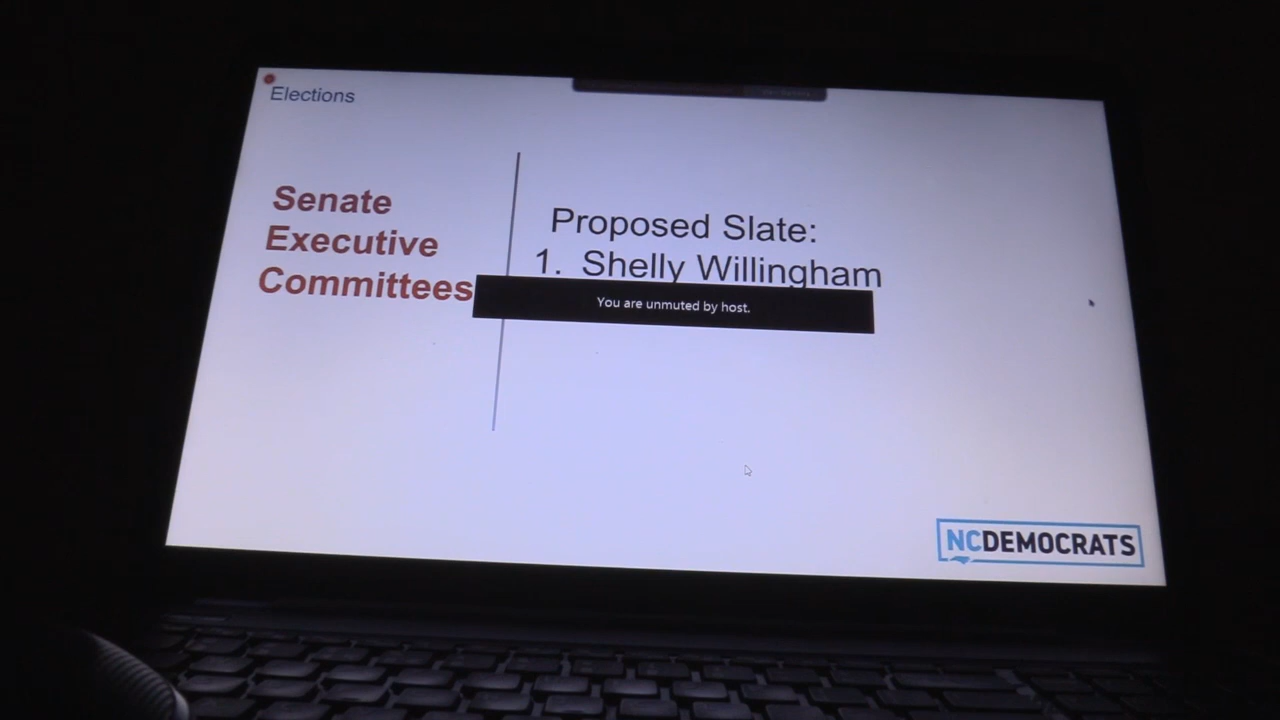 Elections
Senate
Executive
Committees
Proposed Slate:
1. Shelly Willingham
You are unmuted by host.
NCDEMOCRATS